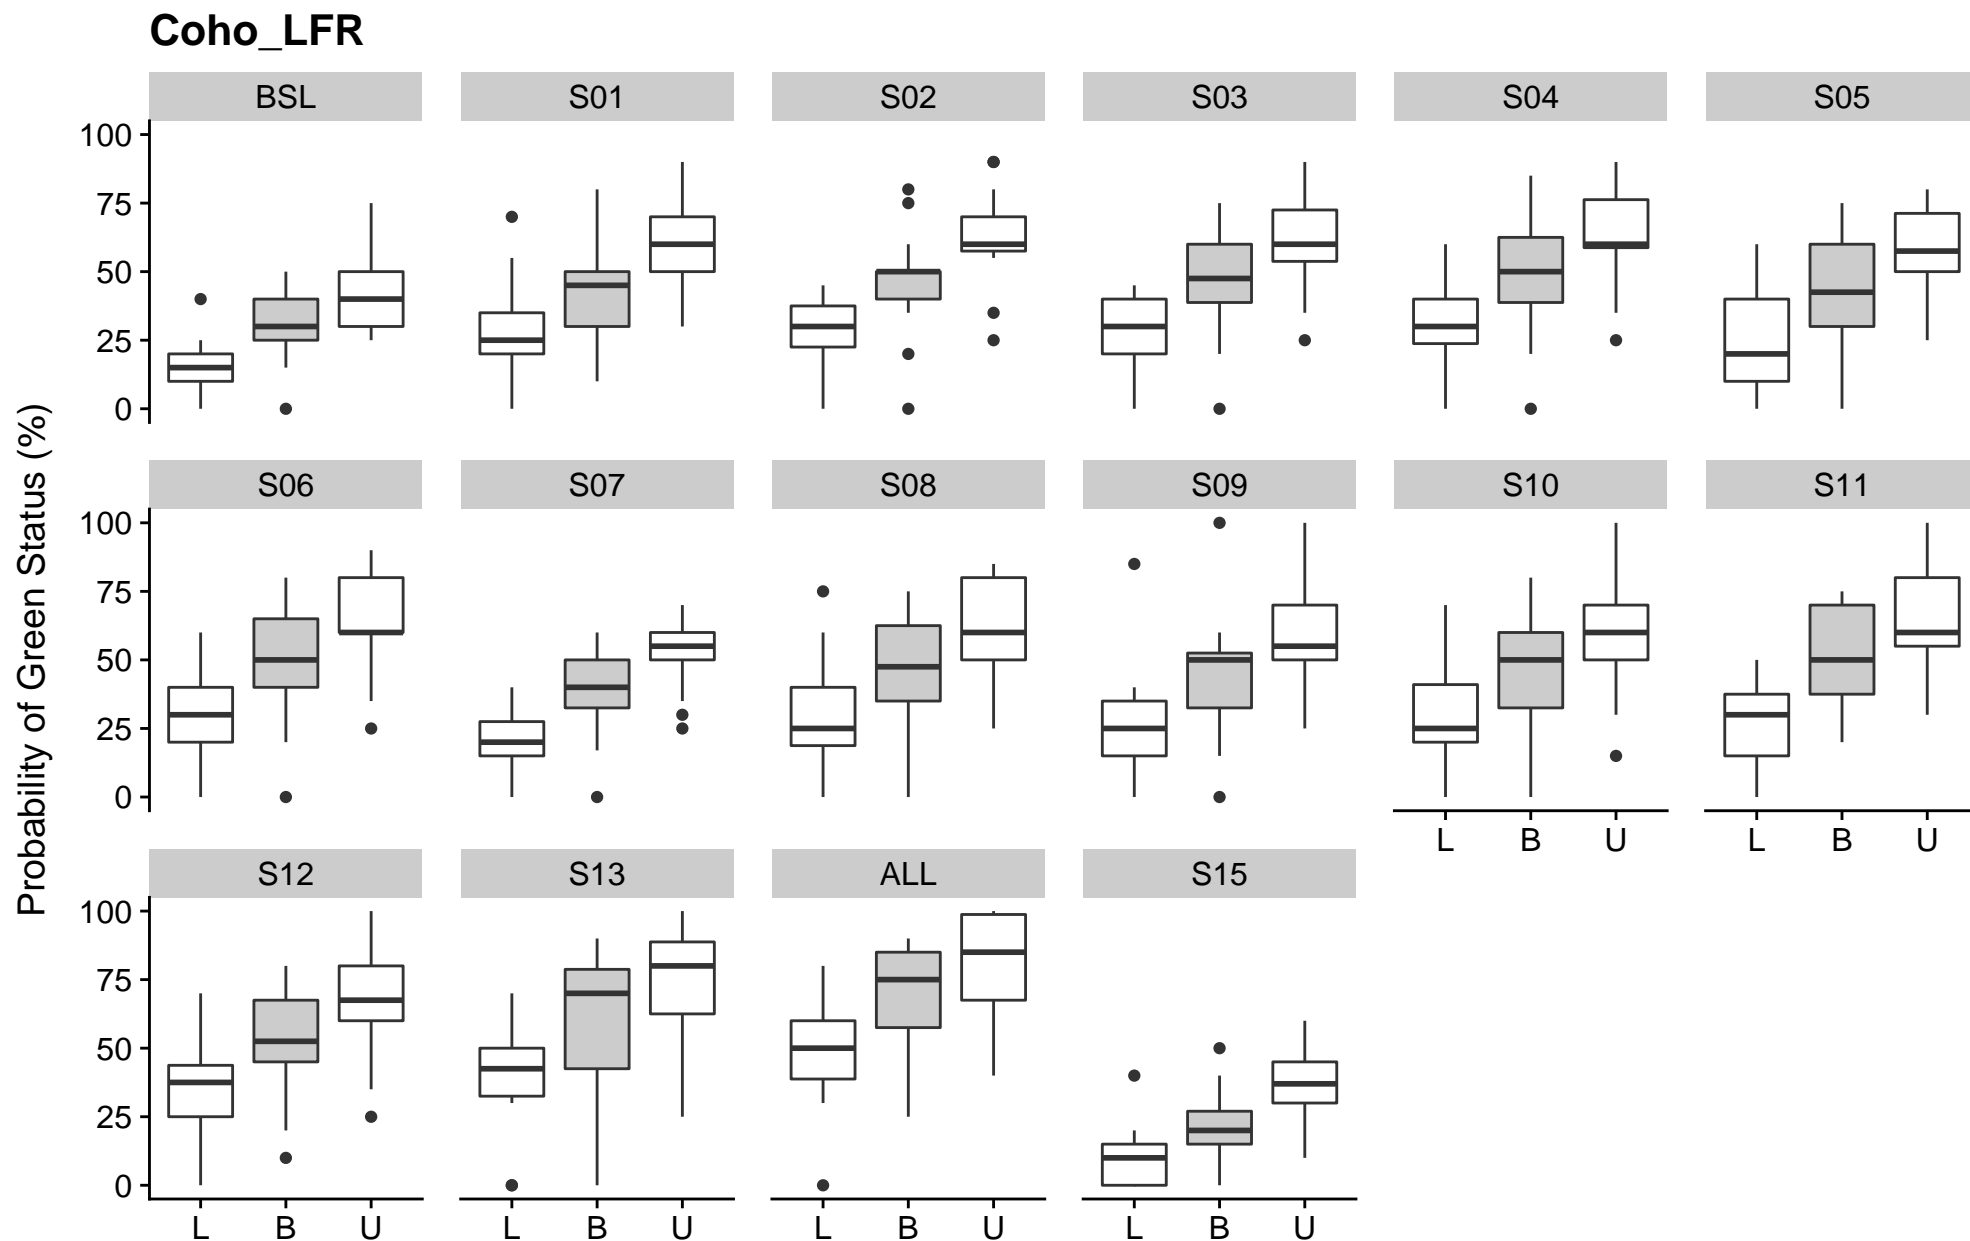 Coho_LFR
BSL S01 S02 S03 S04 S05
100
75
50
25
0
S06 S07 S08 S09 S10 S11
100
75
50
25
0
L B U L B U
S12 S13 ALL S15
100
75
50
25
0
L B U L B U L B U L B U
Probability of Green Status (%)